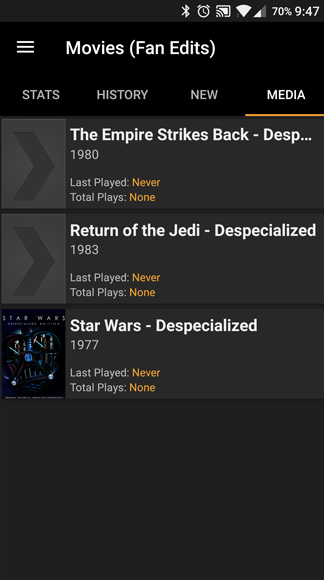 70% 9:47
Movies (Fan Edits)
STATS HISTORY NEW MEDIA
The Empire Strikes Back - Desp...
1980
Last Played: Never
Total Plays: None
Return of the Jedi - Despecialized
1983
Last Played: Never
Total Plays: None
STAR WARS
DESPECIALIZED EDITION
Star Wars - Despecialized
1977
Last Played: Never
Total Plays: None